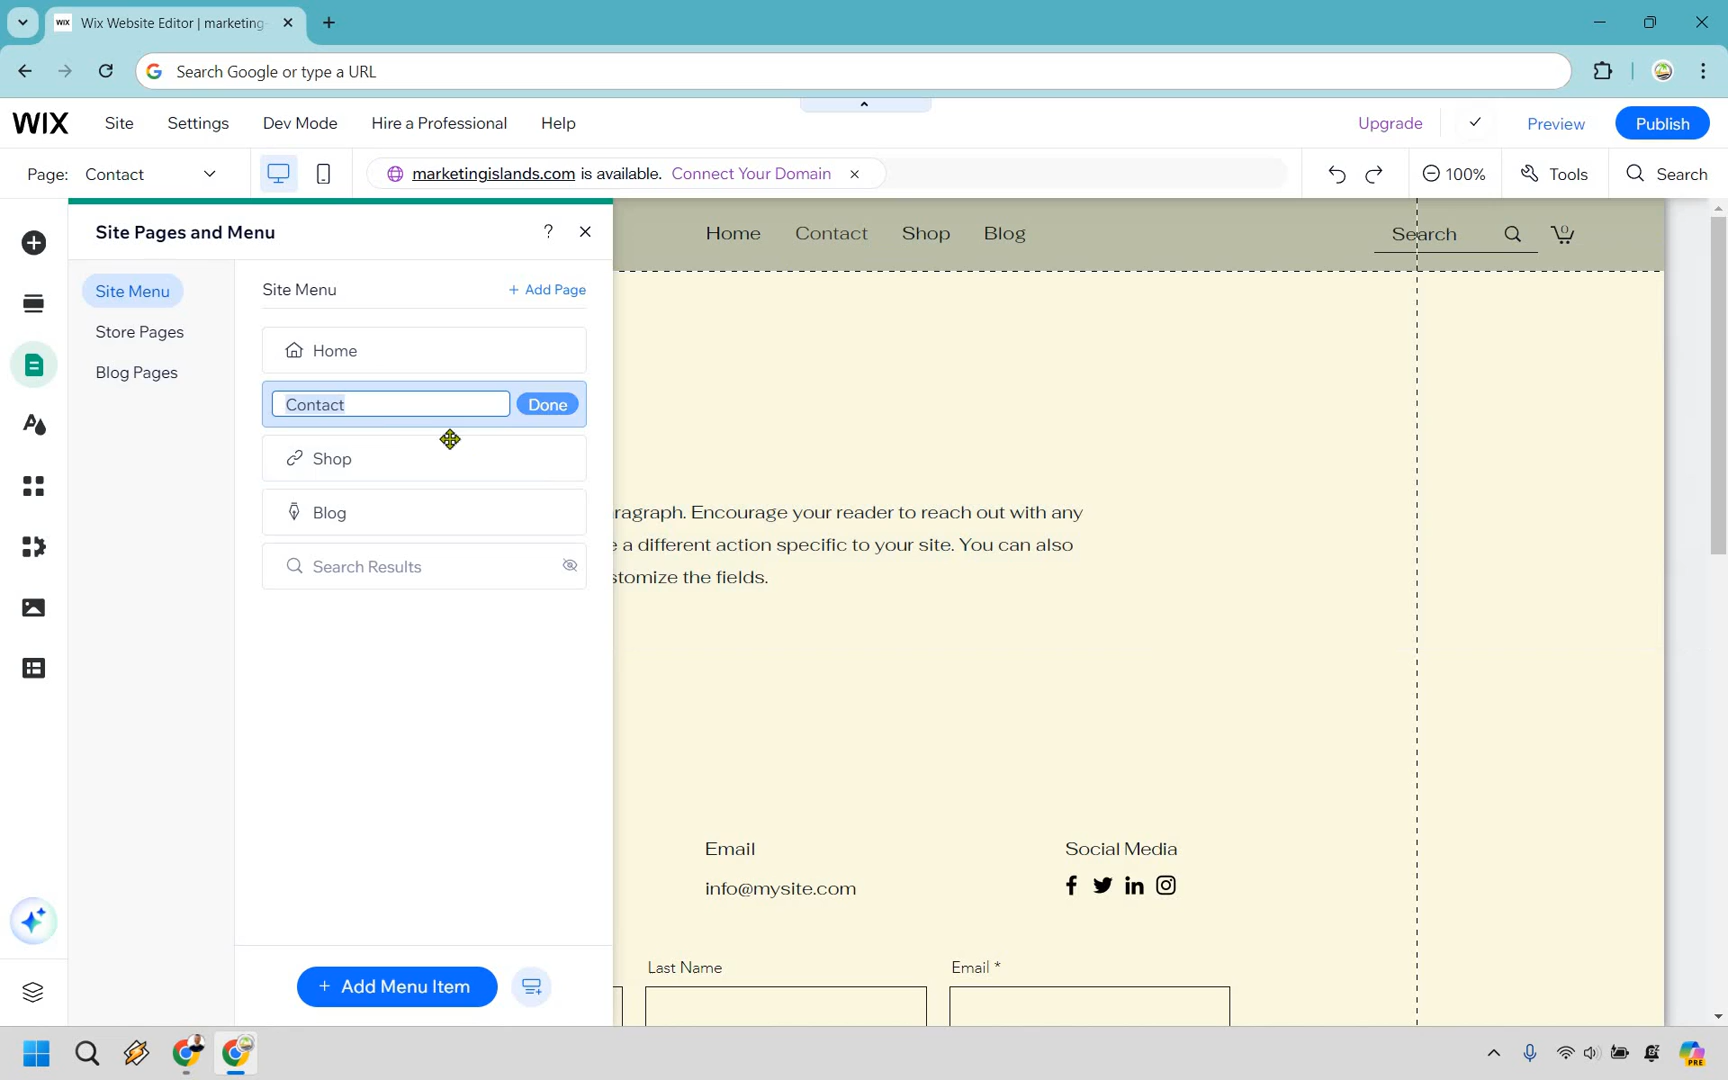 Wix Website Editor | marketing-
Search Google or type a URL
WIX Site Settings Dev Mode Hire a Professional Help Upgrade Preview Publish
Page: Contact marketingislands.com is available. Connect Your Domain 100% Tools Search
Site Pages and Menu ?
Site Menu
Store Pages
Blog Pages
Site Menu + Add Page
Home
Contact Done
Shop
Blog
Search Results
+ Add Menu Item
Home Contact Shop Blog Search 0
ragraph. Encourage your reader to reach out with any
e a different action specific to your site. You can also
stomize the fields.
Email
info@mysite.com
Social Media
Last Name
Email *
PRE